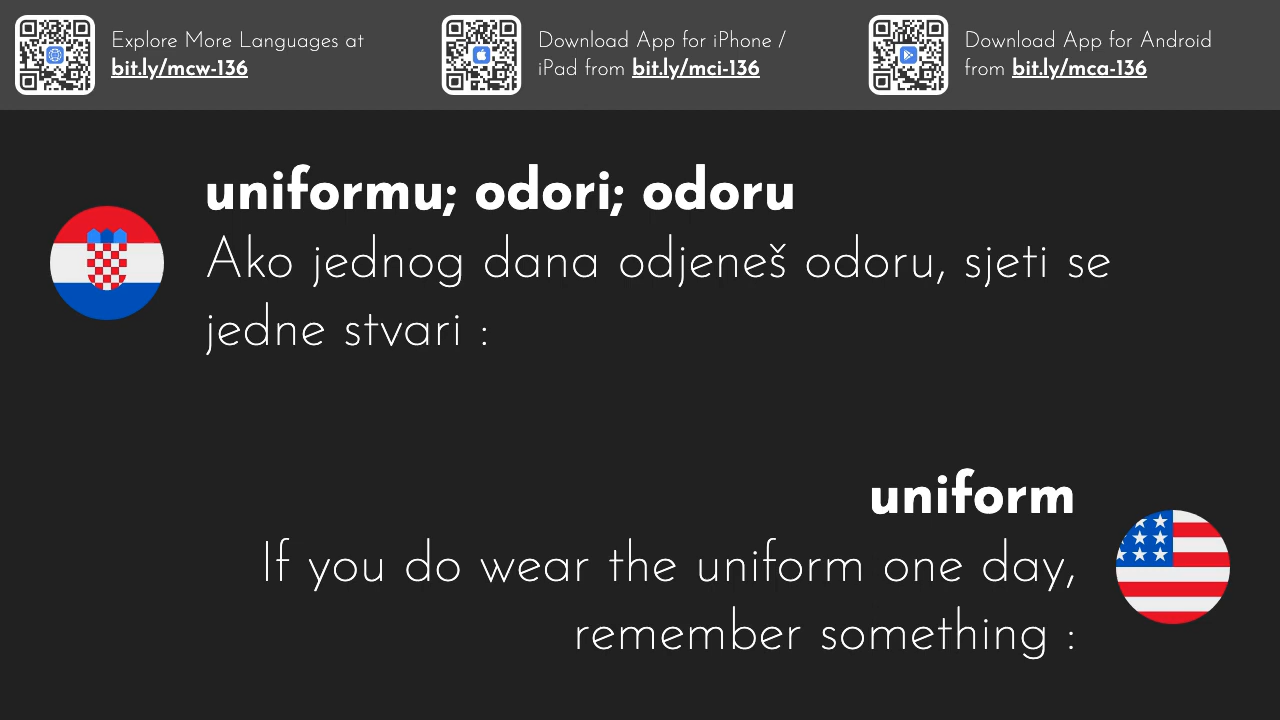 Explore More Languages at
bit.ly/mcw-136
Download App for iPhone /
iPad from bit.ly/mci-136
Download App for Android
from bit.ly/mca-136
uniformu; odori; odoru
Ako jednog dana odjeneš odoru, sjeti se
jedne stvari :
uniform
If you do wear the uniform one day,
remember something :